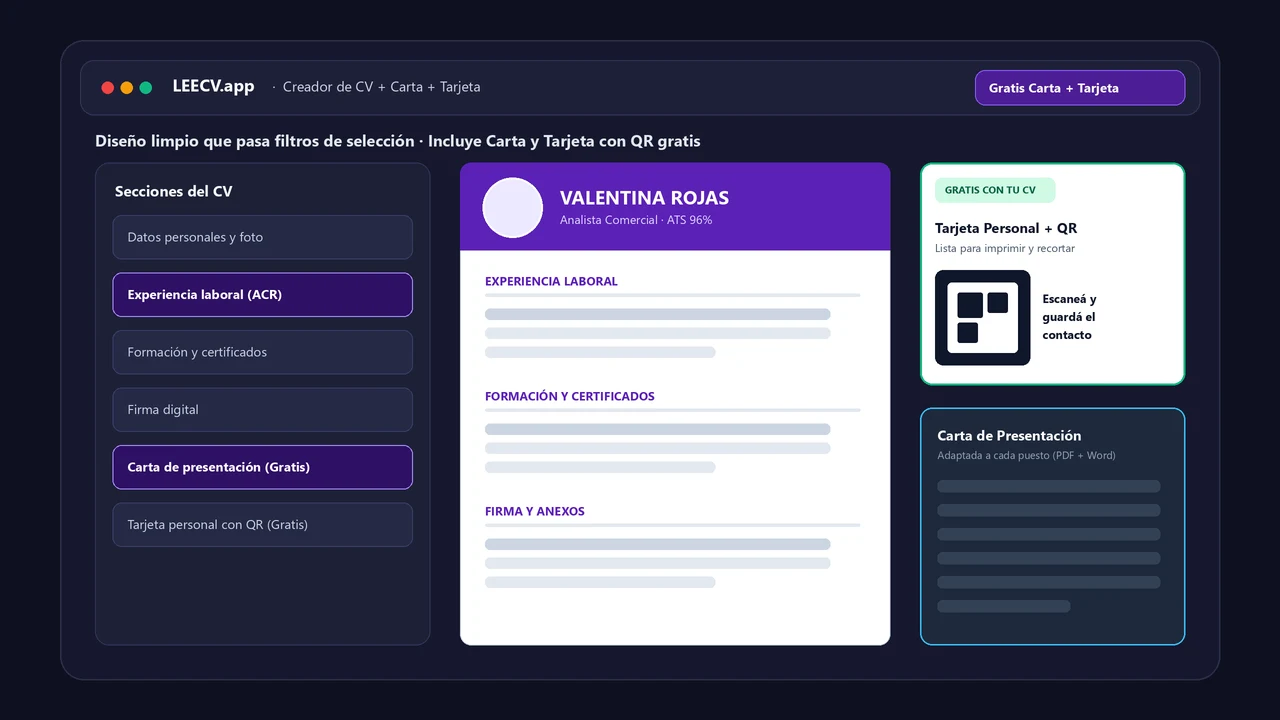 LEECV.app · Creador de CV + Carta + Tarjeta
Gratis Carta + Tarjeta
Diseño limpio que pasa filtros de selección · Incluye Carta y Tarjeta con QR gratis
Secciones del CV
Datos personales y foto
Experiencia laboral (ACR)
Formación y certificados
Firma digital
Carta de presentación (Gratis)
Tarjeta personal con QR (Gratis)
VALENTINA ROJAS
Analista Comercial · ATS 96%
EXPERIENCIA LABORAL
FORMACIÓN Y CERTIFICADOS
FIRMA Y ANEXOS
GRATIS CON TU CV
Tarjeta Personal + QR
Lista para imprimir y recortar
Escaneá y
guardá el
contacto
Carta de Presentación
Adaptada a cada puesto (PDF + Word)